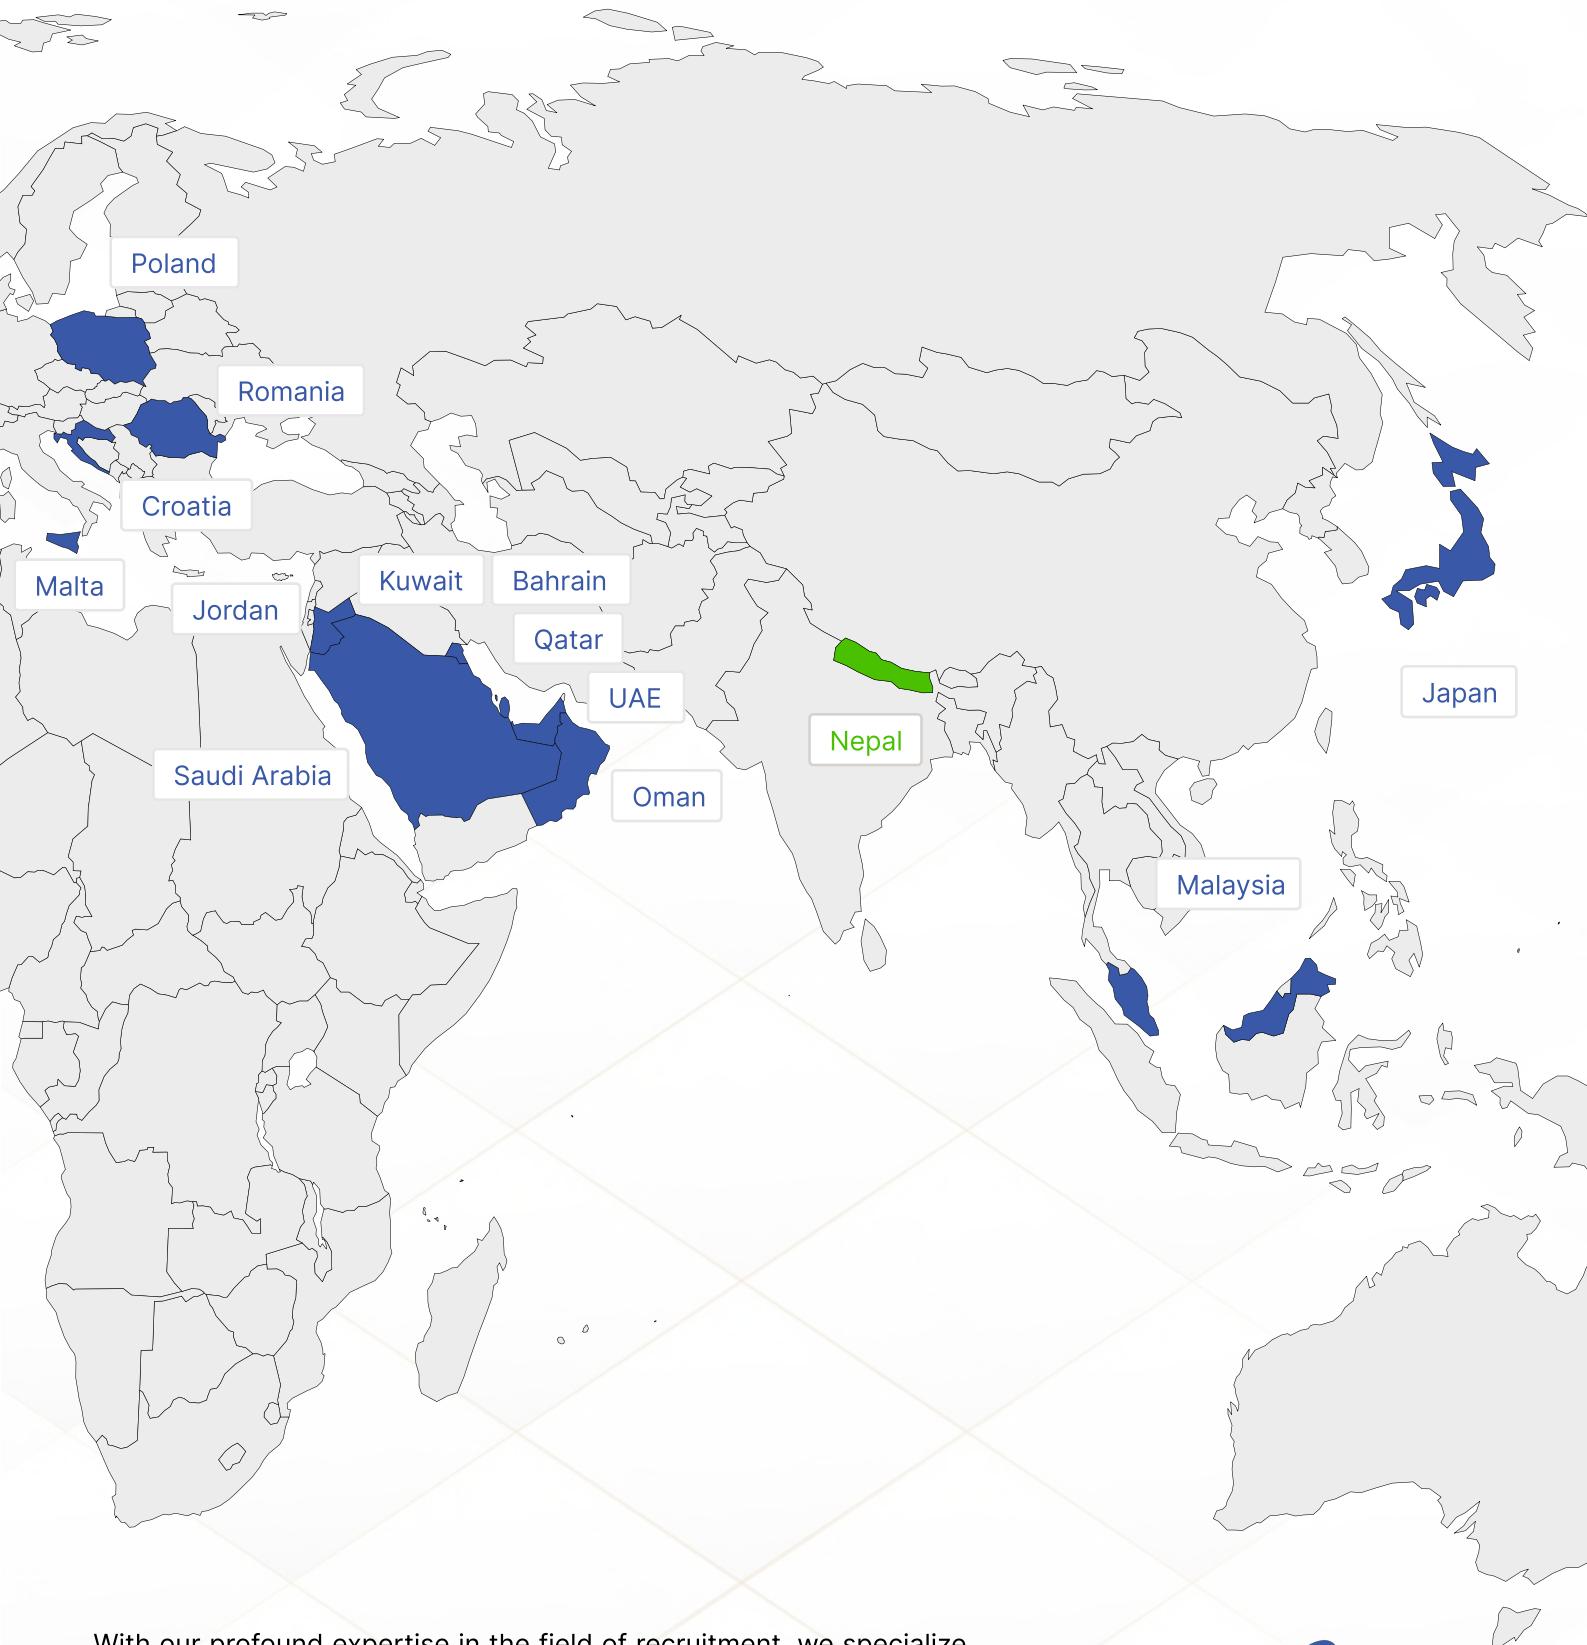 Poland
Romania
Croatia
Malta
Kuwait
Bahrain
Jordan
Qatar
UAE
Japan
Nepal
Saudi Arabia
Oman
Malaysia
With our profound expertise in the field of recruitment, we specialize